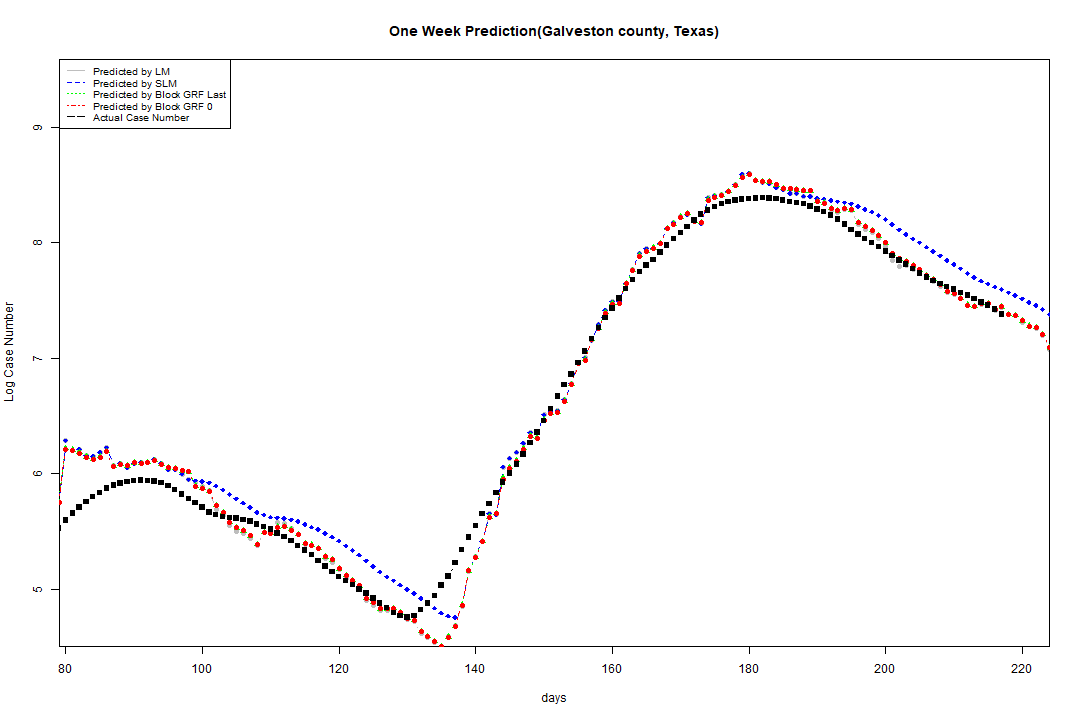 One Week Prediction(Galveston county, Texas)
Predicted by LM
Predicted by SLM
Predicted by Block GRF Last
Predicted by Block GRF 0
Actual Case Number
9
8
7
6
5
Log Case Number
80 100 120 140 160 180 200 220
days